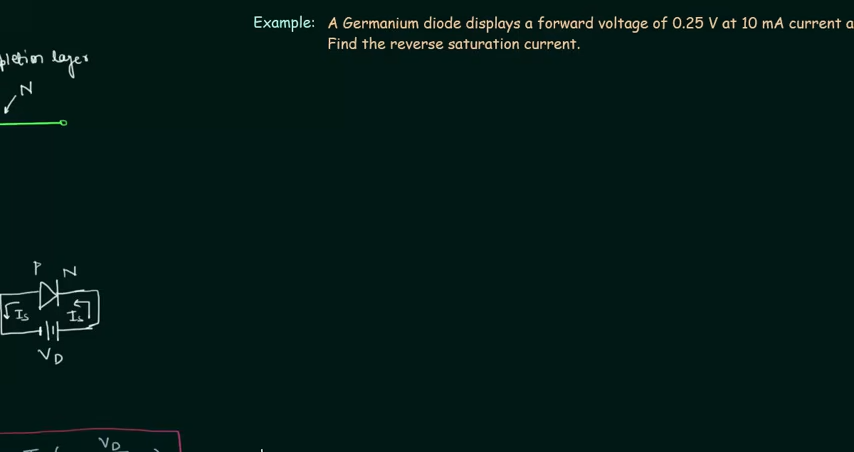 Example: A Germanium diode displays a forward voltage of 0.25 V at 10 mA current a
Find the reverse saturation current.
pletion layer
N
P N
Is Is
VD
VD